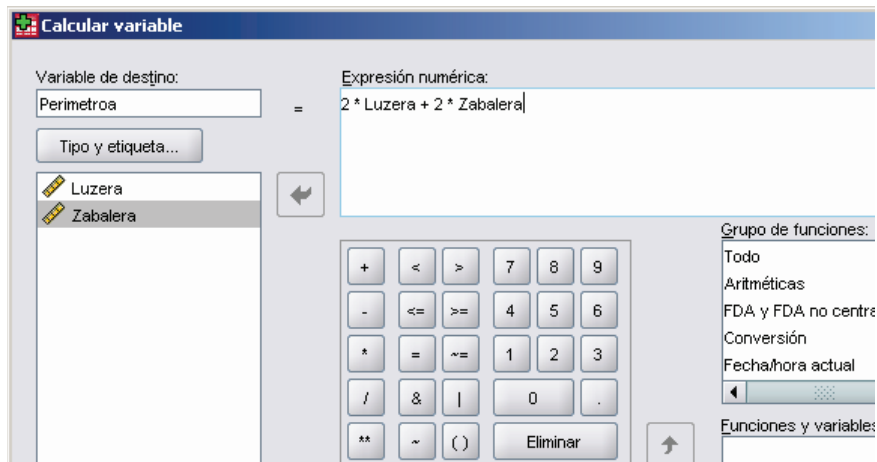 Calcular variable
Variable de destino:
Expresión numérica:
Perimetroa
=
2 * Luzera + 2 * Zabalera
Tipo y etiqueta...
Luzera
Zabalera
+ < > 7 8 9
- <= >= 4 5 6
* = ~= 1 2 3
/ & | 0 .
** ~ ( ) Eliminar
Grupo de funciones:
Todo
Aritméticas
FDA y FDA no centra
Conversión
Fecha/hora actual
Funciones y variables